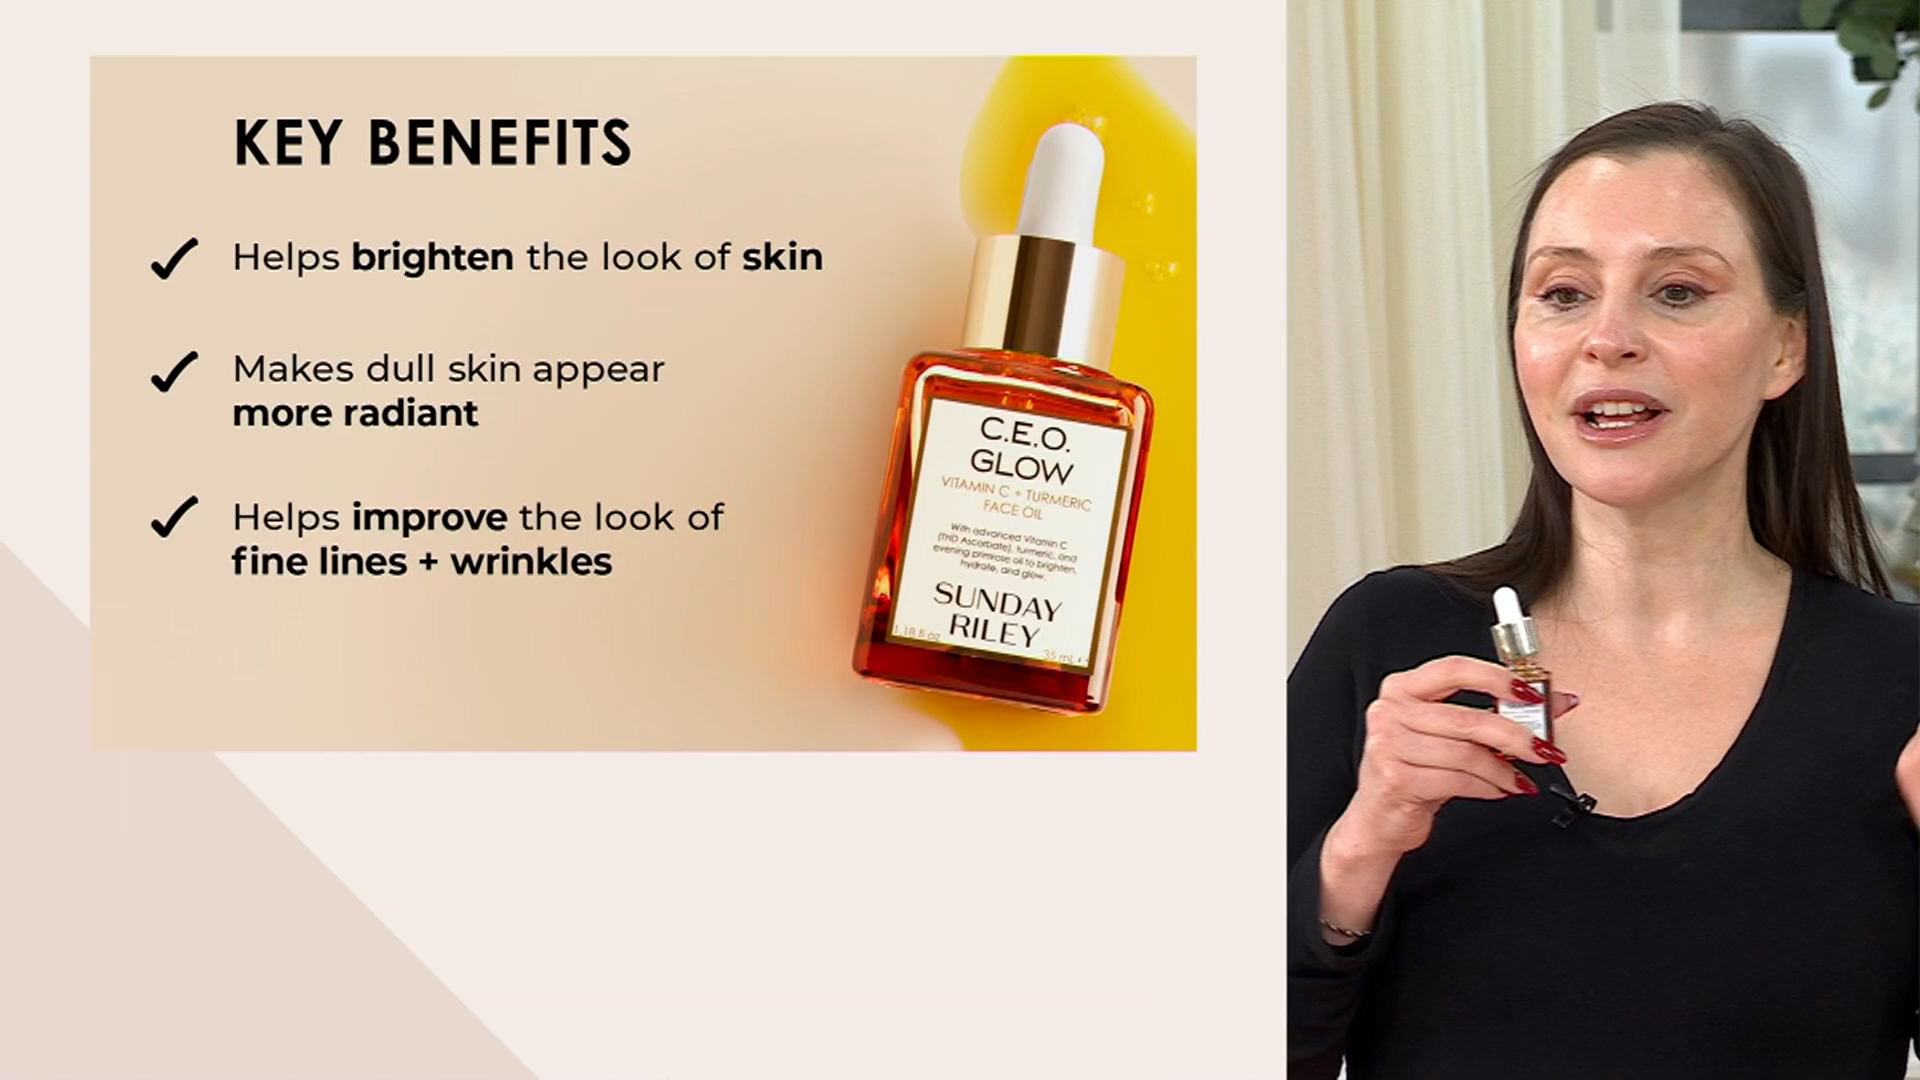 KEY BENEFITS
Helps brighten the look of skin
Makes dull skin appear
more radiant
Helps improve the look of
fine lines + wrinkles
C.E.O.
GLOW
VITAMIN C + TURMERIC
FACE OIL
With advanced Vitamin C
(THD Ascorbate), turmeric, and
evening primrose oil to brighten,
hydrate, and glow.
SUNDAY
RILEY
1.18 fl oz
35 mL e